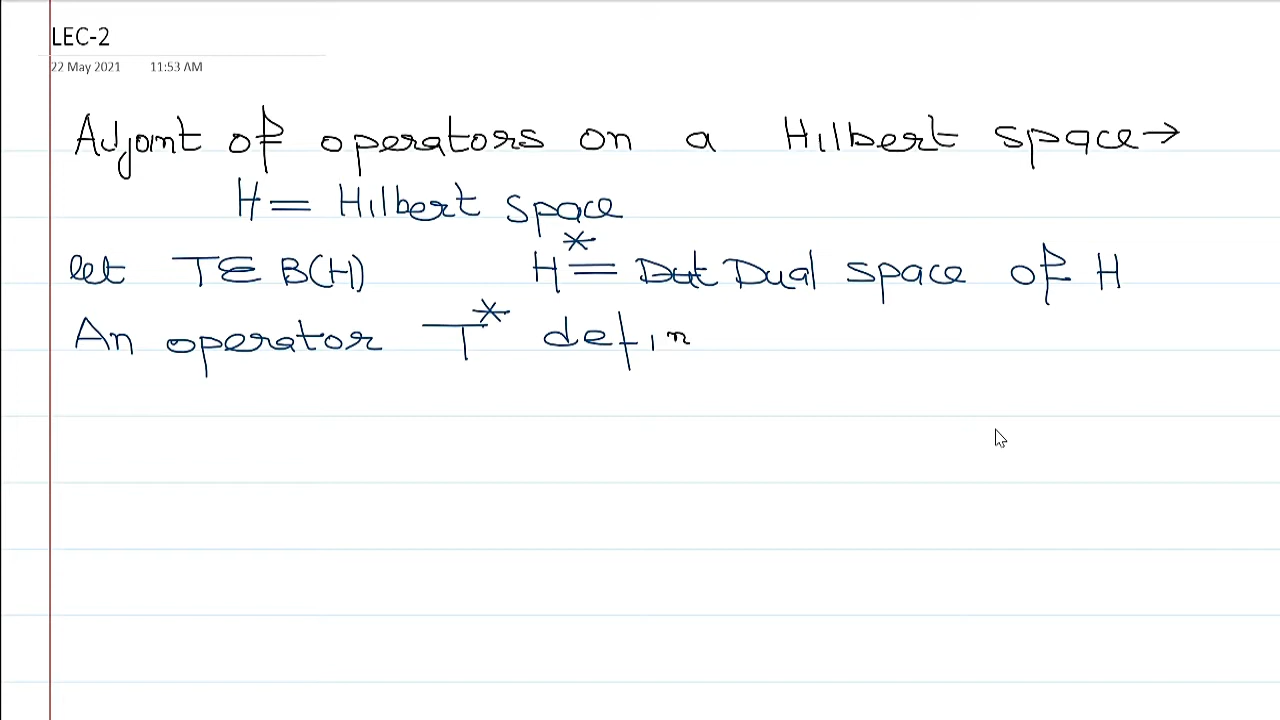 LEC-2
22 May 2021 11:53 AM
Adjoint of operators on a Hilbert space→
H = Hilbert space
let T∈ B(H) H* = Dut Dual space of H
An operator T* defin